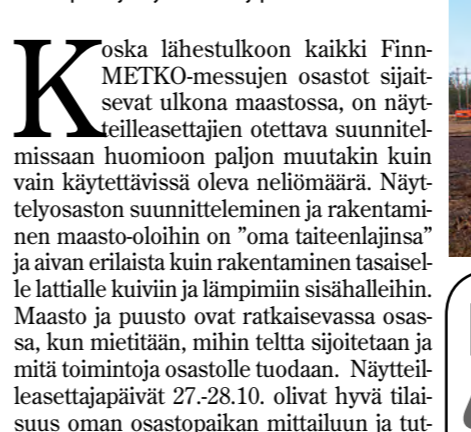 Koska lähestulkoon kaikki Finn-
METKO-messujen osastot sijait-
sevat ulkona maastossa, on näyt-
teilleasettajien otettava suunnitel-
missaan huomioon paljon muutakin kuin
vain käytettävissä oleva neliömäärä. Näyt-
telyosaston suunnitteleminen ja rakentami-
nen maasto-oloihin on ”oma taiteenlajinsa”
ja aivan erilaista kuin rakentaminen tasaisel-
le lattialle kuiviin ja lämpimiin sisähalleihin.
Maasto ja puusto ovat ratkaisevassa osas-
sa, kun mietitään, mihin teltta sijoitetaan ja
mitä toimintoja osastolle tuodaan. Näytteil-
leasettajapäivät 27.-28.10. olivat hyvä tilai-
suus oman osastopaikan mittailuun ja tut-